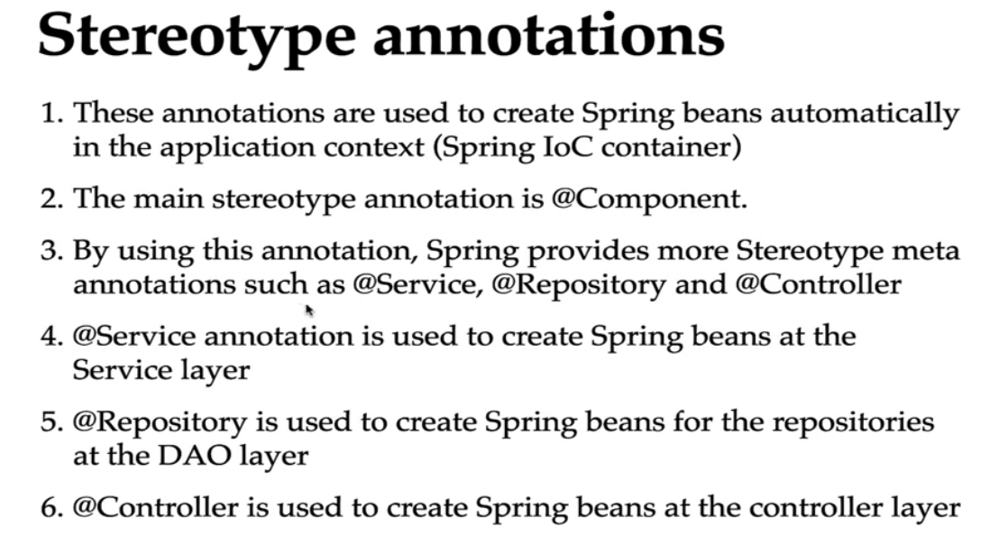 Stereotype annotations
1. These annotations are used to create Spring beans automatically
in the application context (Spring IoC container)
2. The main stereotype annotation is @Component.
3. By using this annotation, Spring provides more Stereotype meta
annotations such as @Service, @Repository and @Controller
4. @Service annotation is used to create Spring beans at the
Service layer
5. @Repository is used to create Spring beans for the repositories
at the DAO layer
6. @Controller is used to create Spring beans at the controller layer